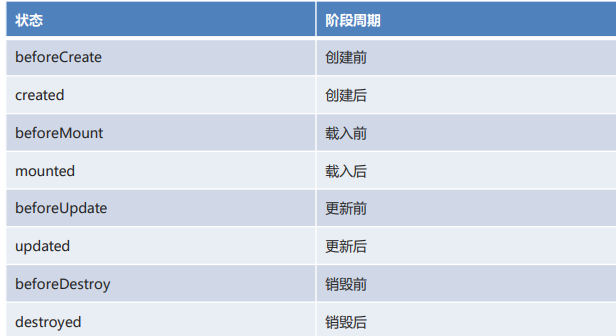 状态 阶段周期
beforeCreate 创建前
created 创建后
beforeMount 载入前
mounted 载入后
beforeUpdate 更新前
updated 更新后
beforeDestroy 销毁前
destroyed 销毁后